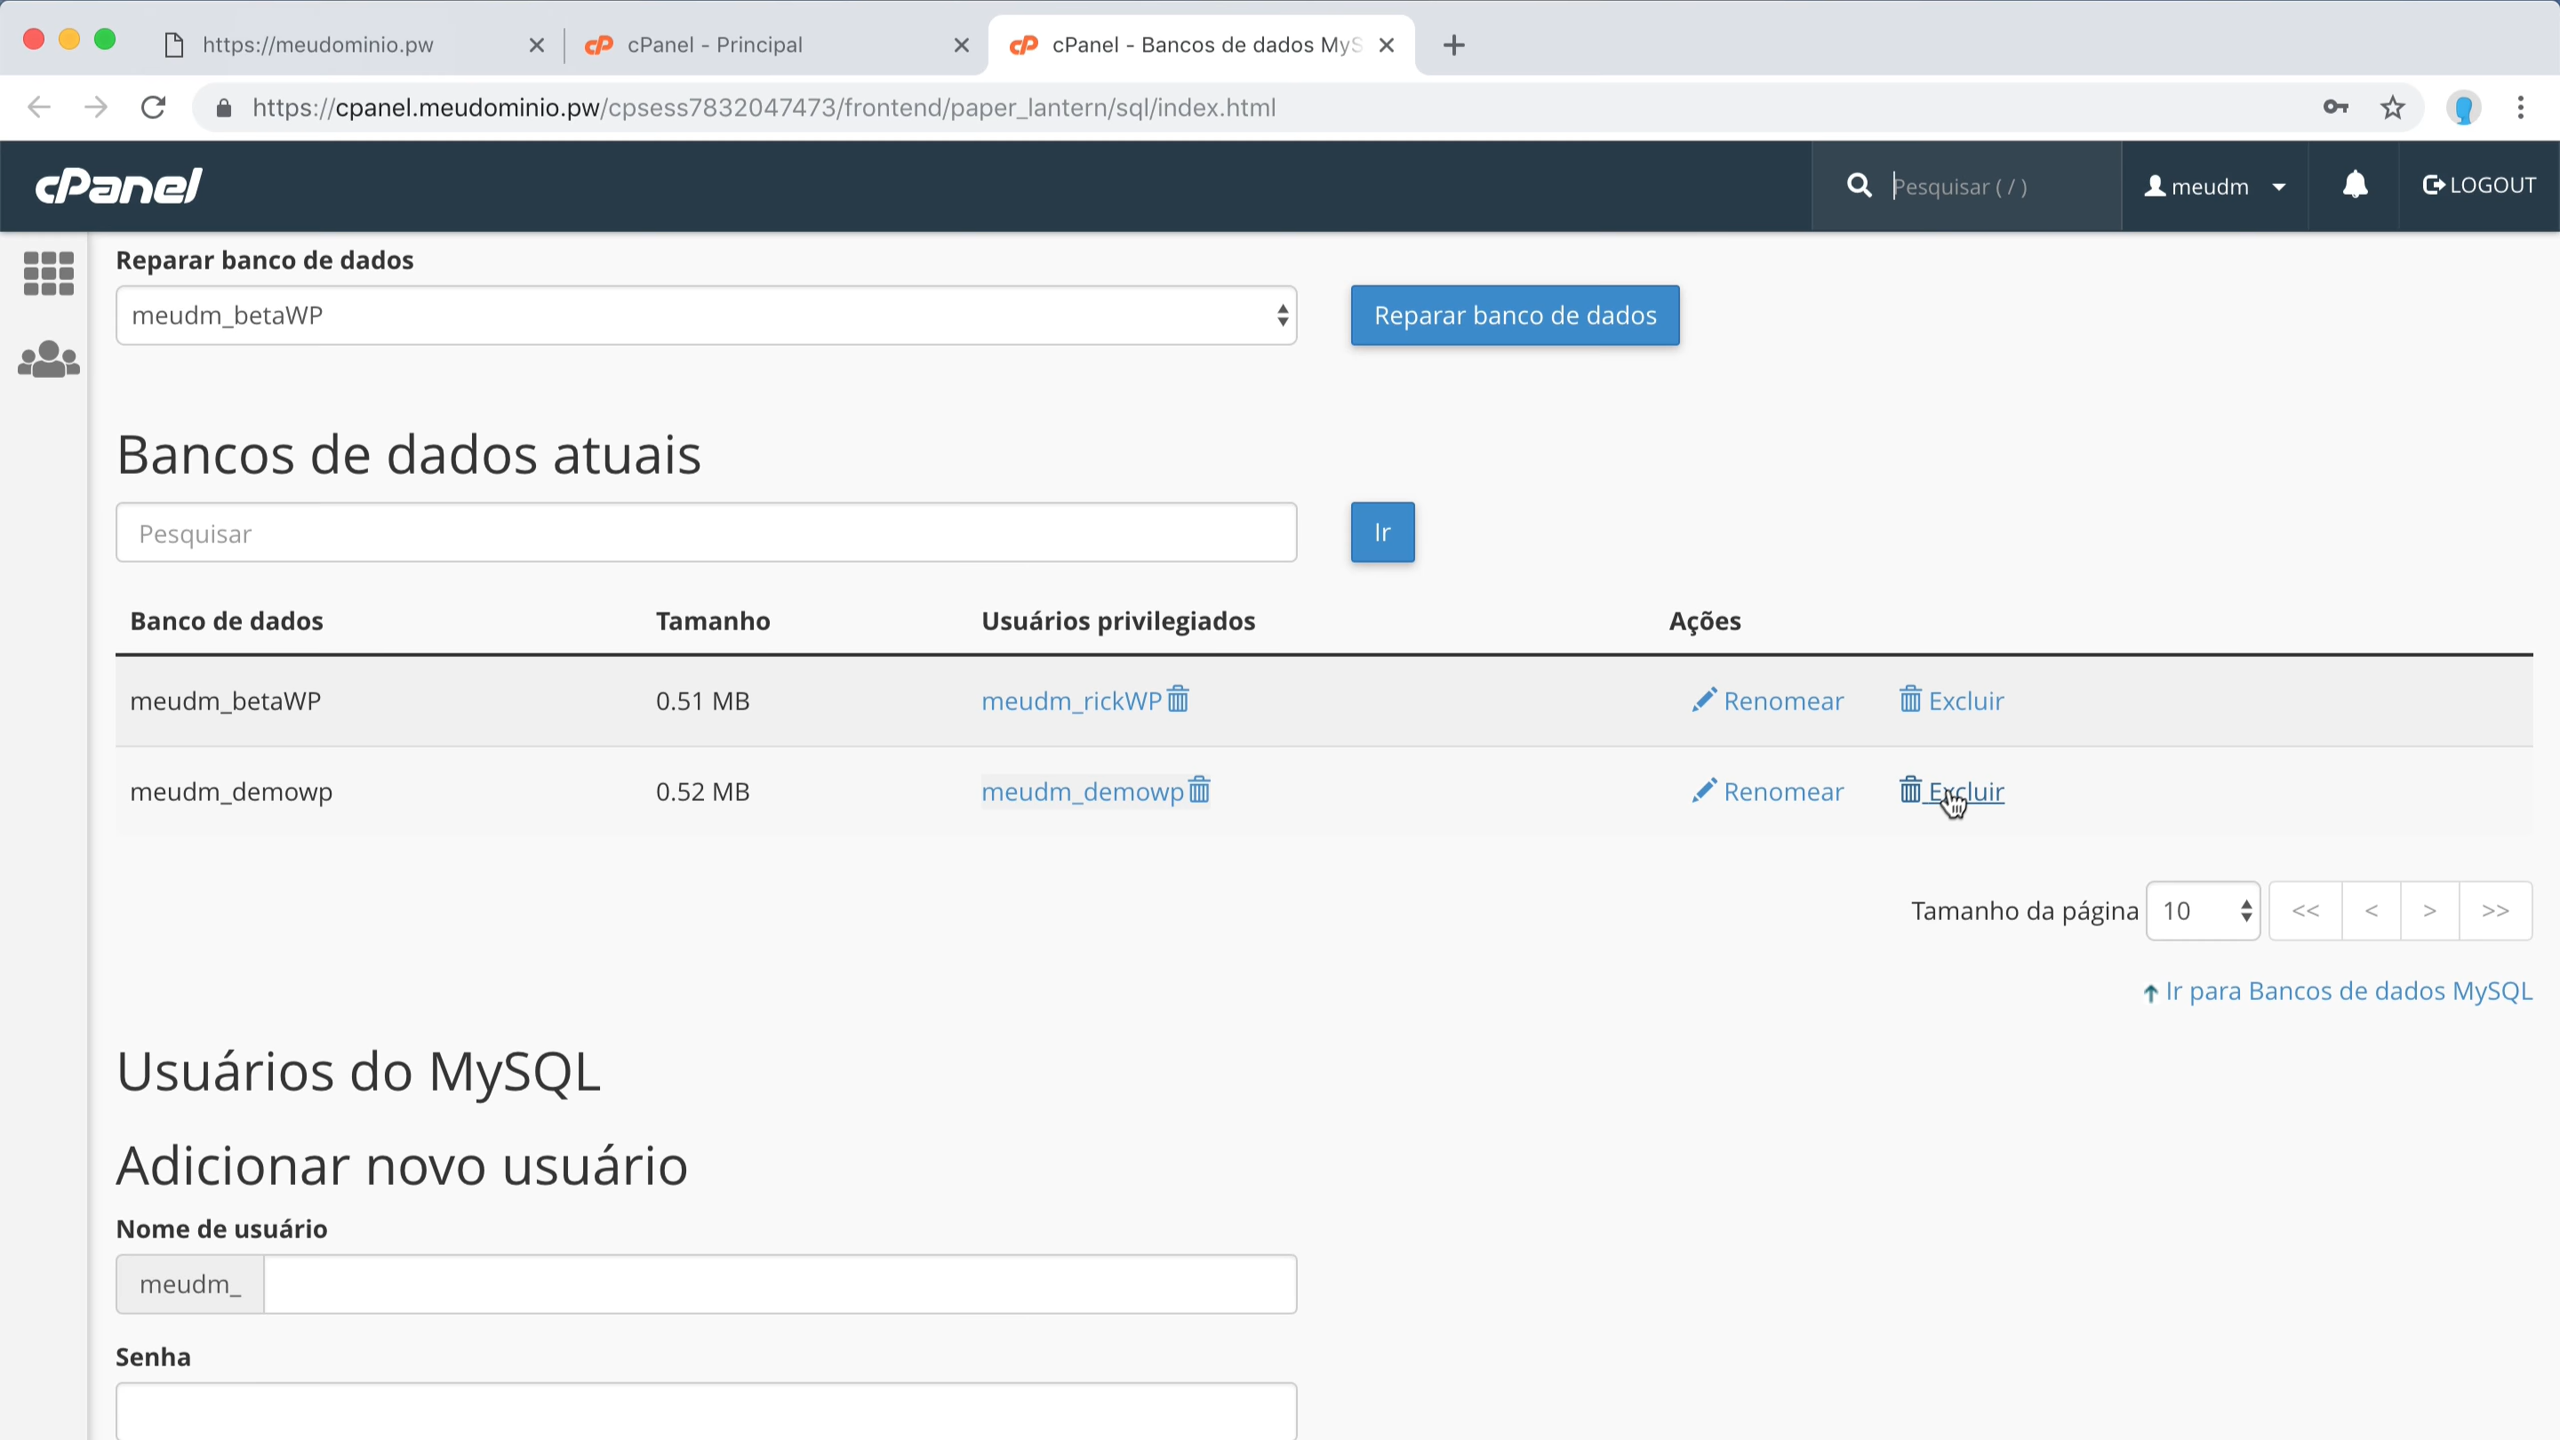 https://meudominio.pw
cPanel - Principal
cPanel - Bancos de dados MyS
https://cpanel.meudominio.pw/cpsess7832047473/frontend/paper_lantern/sql/index.html
cPanel
Pesquisar ( / )
meudm
LOGOUT
Reparar banco de dados
meudm_betaWP
Reparar banco de dados
Bancos de dados atuais
Pesquisar
Ir
Banco de dados Tamanho Usuários privilegiados Ações
meudm_betaWP 0.51 MB meudm_rickWP Renomear Excluir
meudm_demowp 0.52 MB meudm_demowp Renomear Excluir
Tamanho da página 10 << < > >>
Ir para Bancos de dados MySQL
Usuários do MySQL
Adicionar novo usuário
Nome de usuário
meudm_
Senha